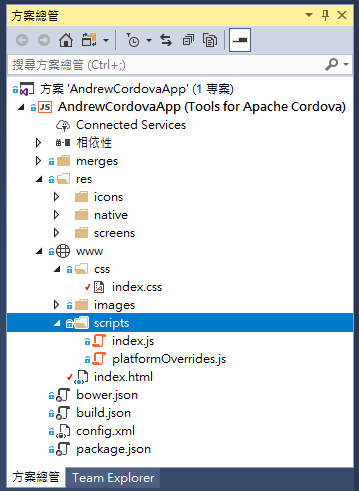 方案總管
搜尋方案總管 (Ctrl+;)
方案 'AndrewCordovaApp' (1 專案)
AndrewCordovaApp (Tools for Apache Cordova)
Connected Services
相依性
merges
res
icons
native
screens
www
css
index.css
images
scripts
index.js
platformOverrides.js
index.html
bower.json
build.json
config.xml
package.json
方案總管 Team Explorer